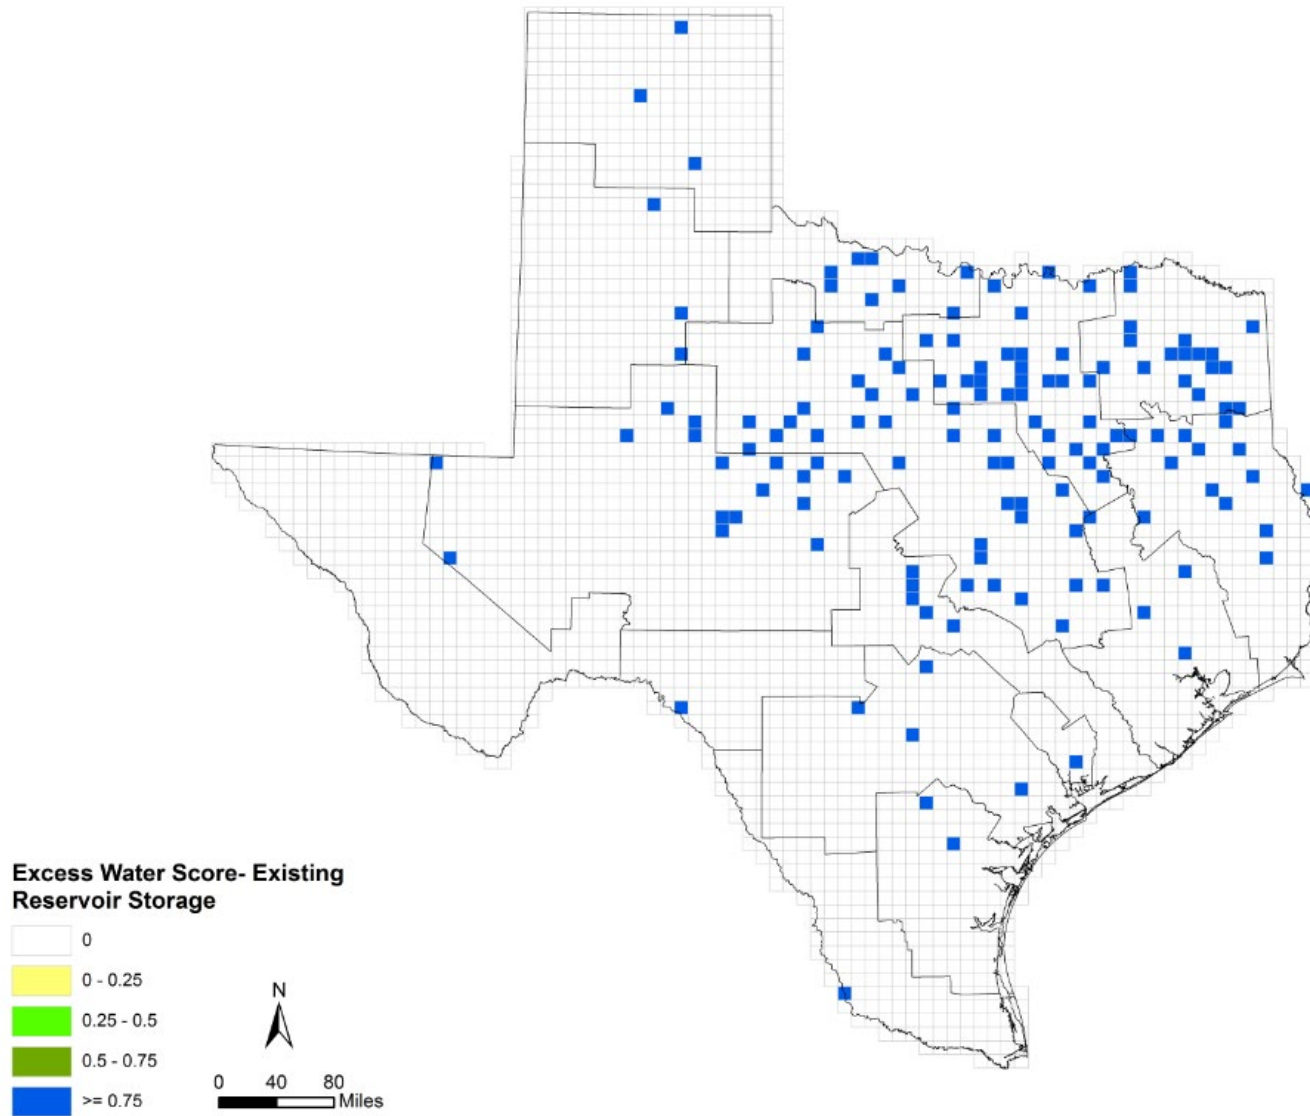 Excess Water Score- Existing
Reservoir Storage
0
0 - 0.25
0.25 - 0.5
0.5 - 0.75
>= 0.75
N
0 40 80
Miles